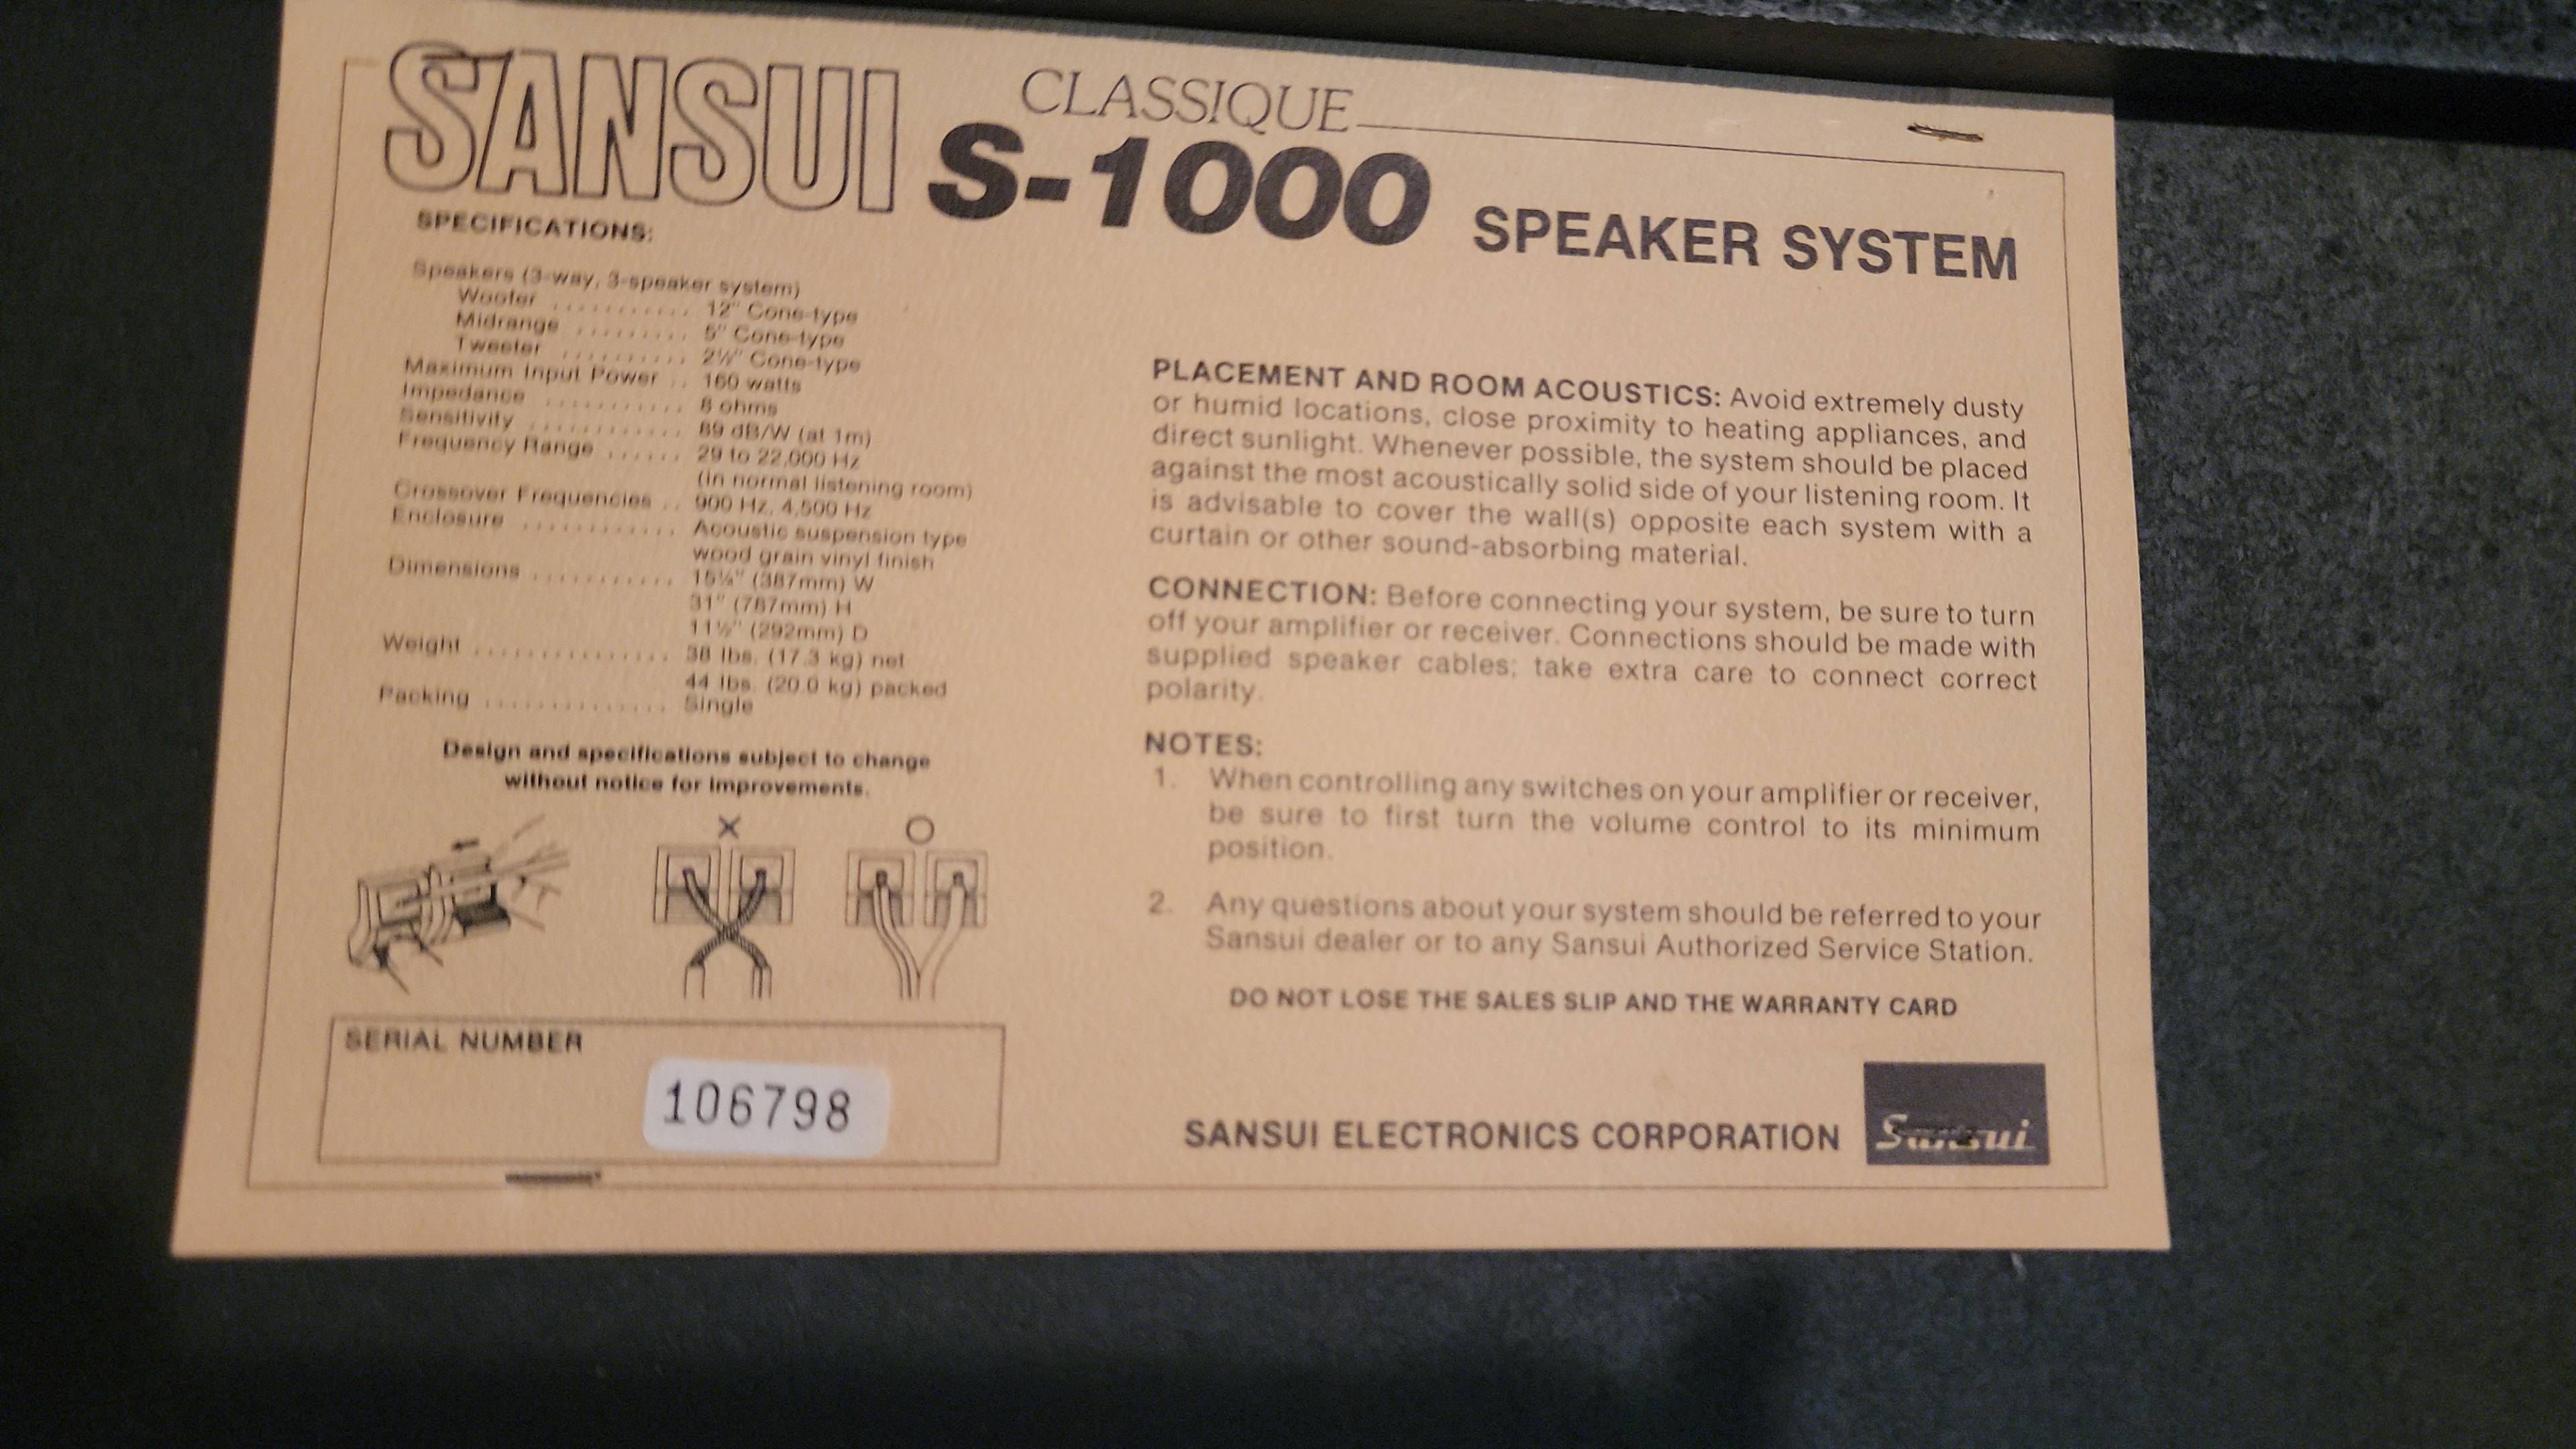 SANSUI
CLASSIQUE
S-1000 SPEAKER SYSTEM
SPECIFICATIONS:
Speakers (3-way, 3-speaker system)
Woofer ........... 12" Cone-type
Midrange ......... 5" Cone-type
Tweeter .......... 2½" Cone-type
Maximum Input Power .. 160 watts
Impedance ........... 8 ohms
Sensitivity ............ 89 dB/W (at 1m)
Frequency Range ...... 29 to 22,000 Hz
(in normal listening room)
Crossover Frequencies .. 900 Hz, 4,500 Hz
Enclosure ............ Acoustic suspension type
wood grain vinyl finish
Dimensions ........... 15¼" (387mm) W
31" (787mm) H
11½" (292mm) D
Weight ............... 38 lbs. (17.3 kg) net
44 lbs. (20.0 kg) packed
Packing .............. Single
Design and specifications subject to change
without notice for improvements.
X O
SERIAL NUMBER
106798
PLACEMENT AND ROOM ACOUSTICS: Avoid extremely dusty
or humid locations, close proximity to heating appliances, and
direct sunlight. Whenever possible, the system should be placed
against the most acoustically solid side of your listening room. It
is advisable to cover the wall(s) opposite each system with a
curtain or other sound-absorbing material.
CONNECTION: Before connecting your system, be sure to turn
off your amplifier or receiver. Connections should be made with
supplied speaker cables; take extra care to connect correct
polarity.
NOTES:
1. When controlling any switches on your amplifier or receiver,
be sure to first turn the volume control to its minimum
position.
2. Any questions about your system should be referred to your
Sansui dealer or to any Sansui Authorized Service Station.
DO NOT LOSE THE SALES SLIP AND THE WARRANTY CARD
SANSUI ELECTRONICS CORPORATION
Sansui